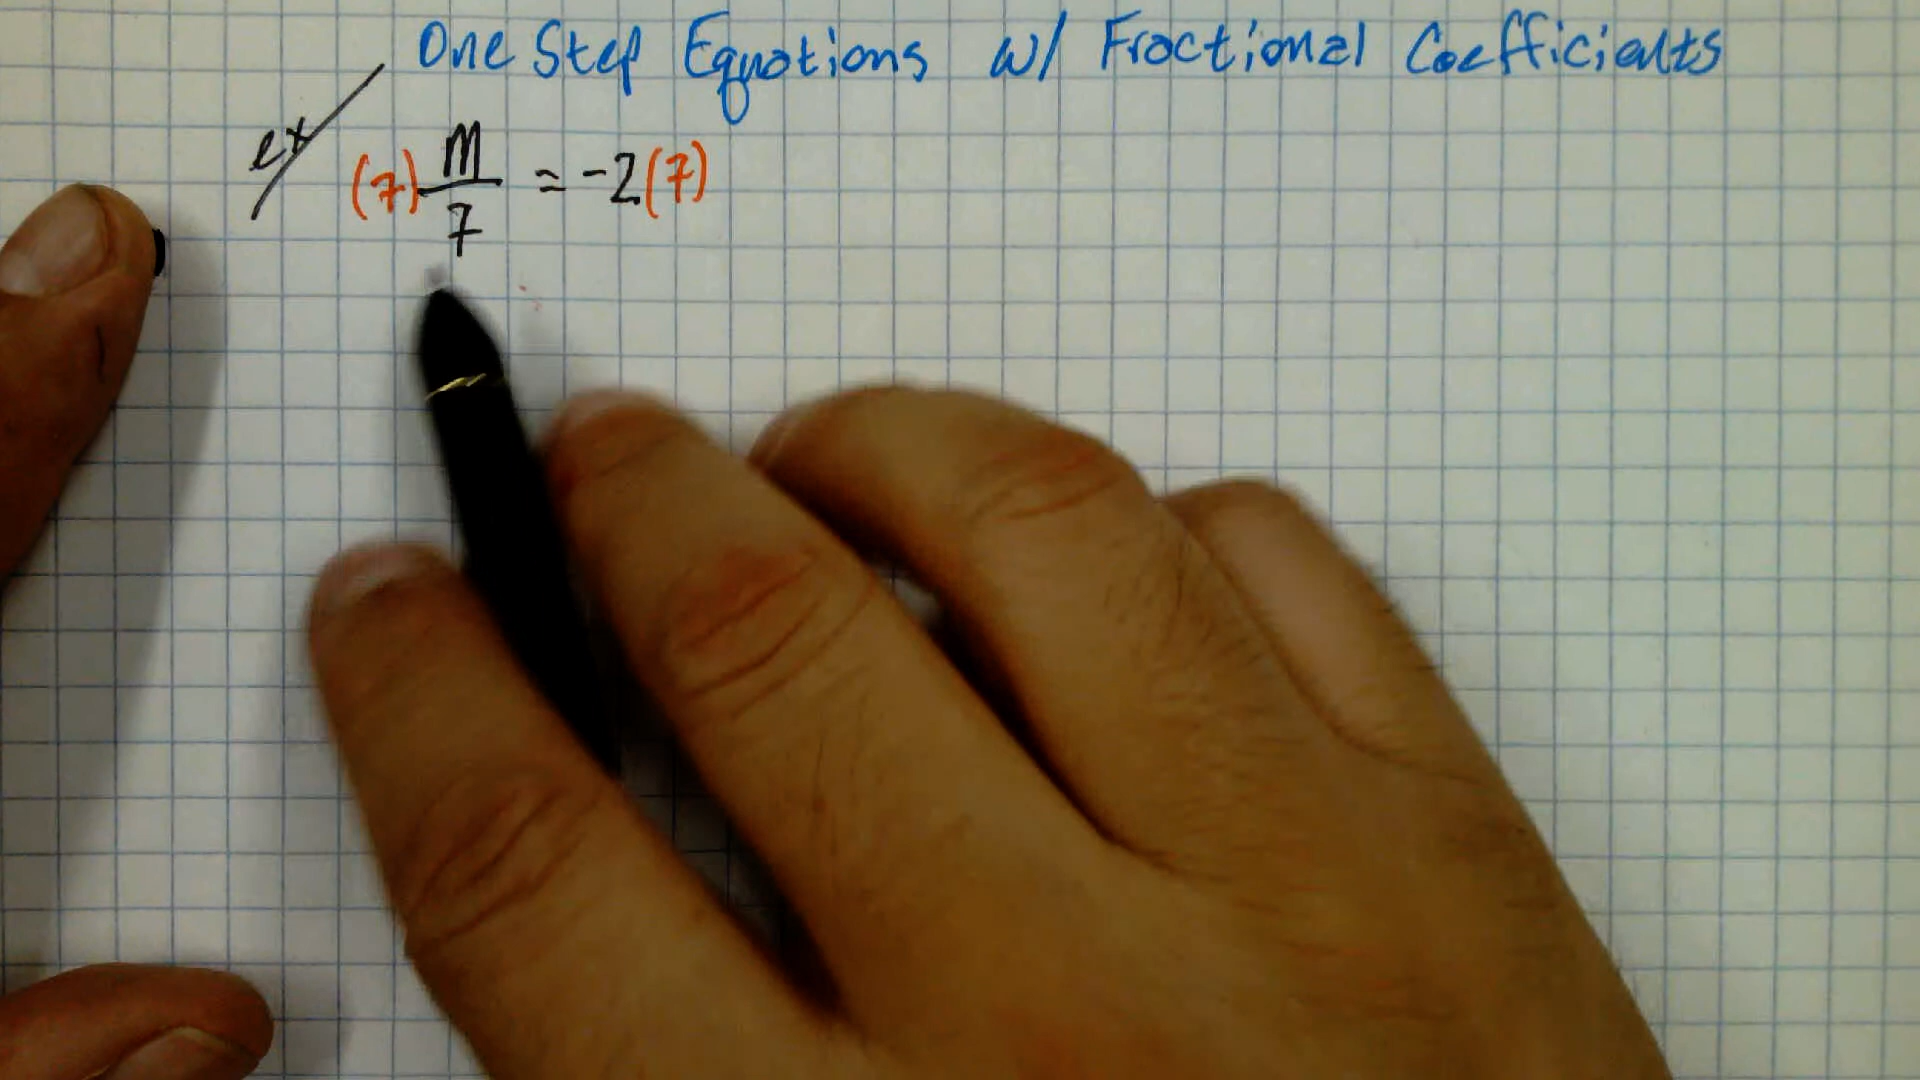 One Step Equations w/ Fractional Coefficients
ex/ (7) m/7 = -2(7)